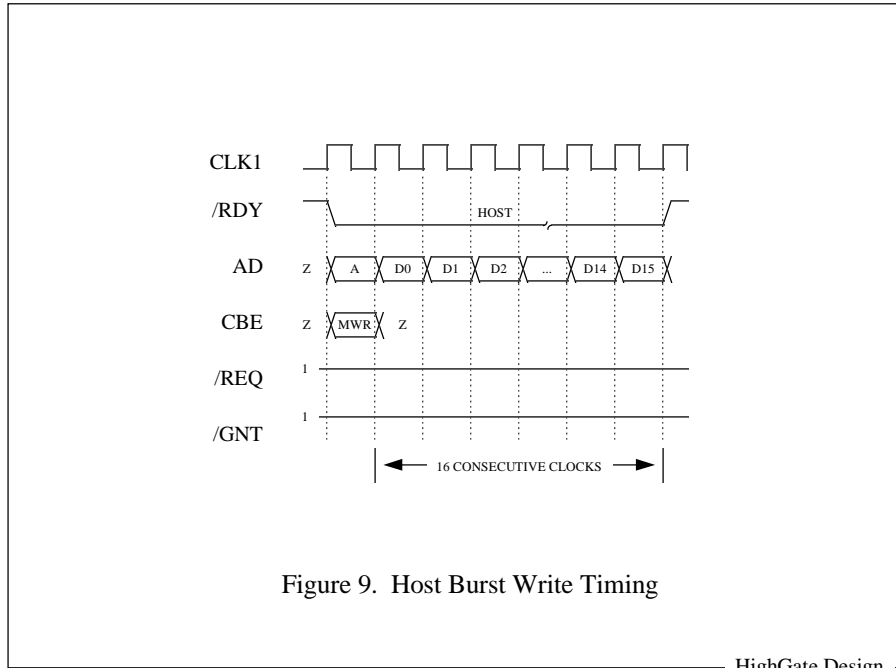 CLK1
/RDY HOST
AD Z A D0 D1 D2 ... D14 D15
CBE Z MWR Z
/REQ 1
/GNT 1
16 CONSECUTIVE CLOCKS
Figure 9. Host Burst Write Timing
HighGate Design